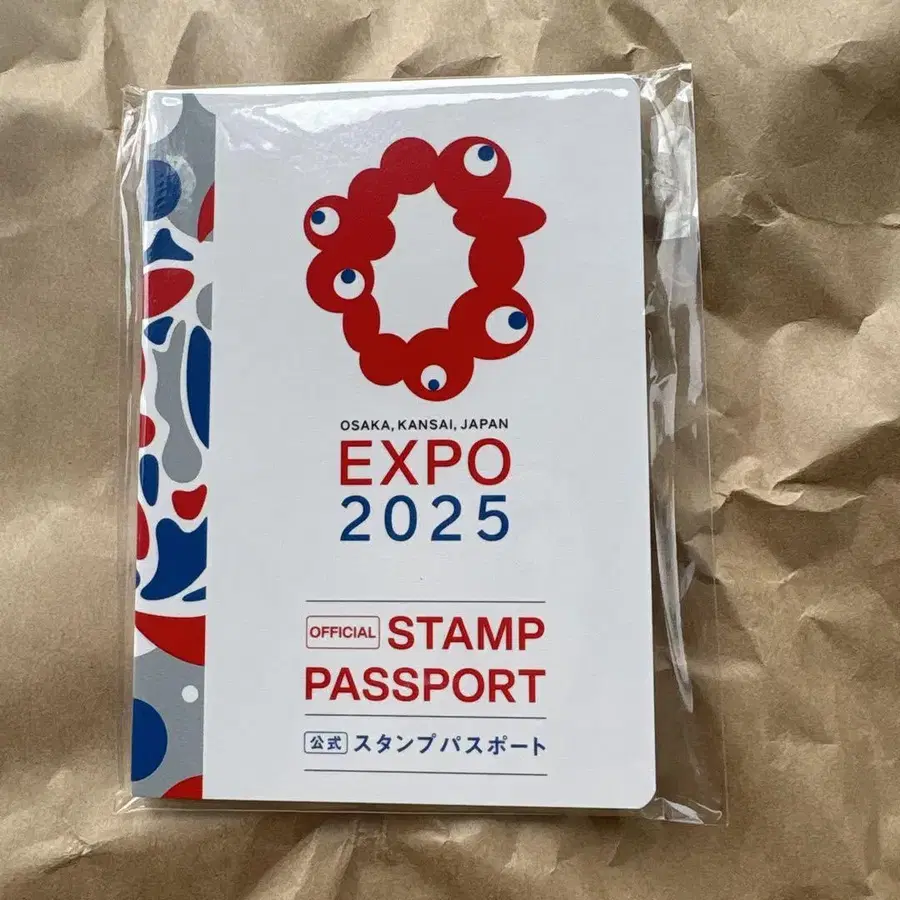 OSAKA, KANSAI, JAPAN
EXPO
2025
OFFICIAL STAMP
PASSPORT
公式 スタンプパスポート